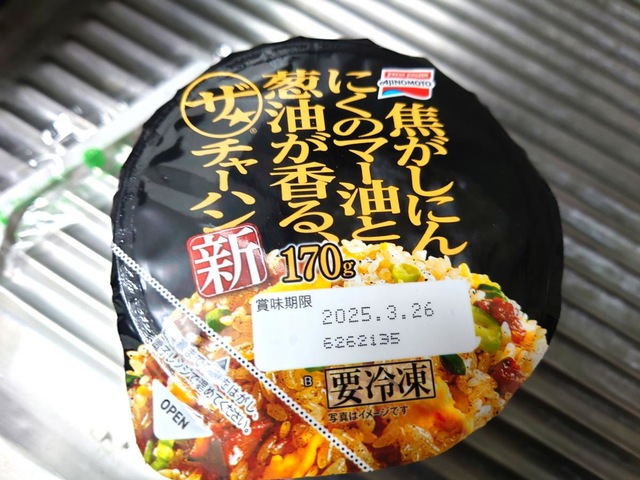 AJINOMOTO
焦がしにん
にくのマー油と
葱油が香る、
ザ★®
チャーハン
新
170g
賞味期限
2025.3.26
6262135
B
要冷凍
写真はイメージです
OPEN